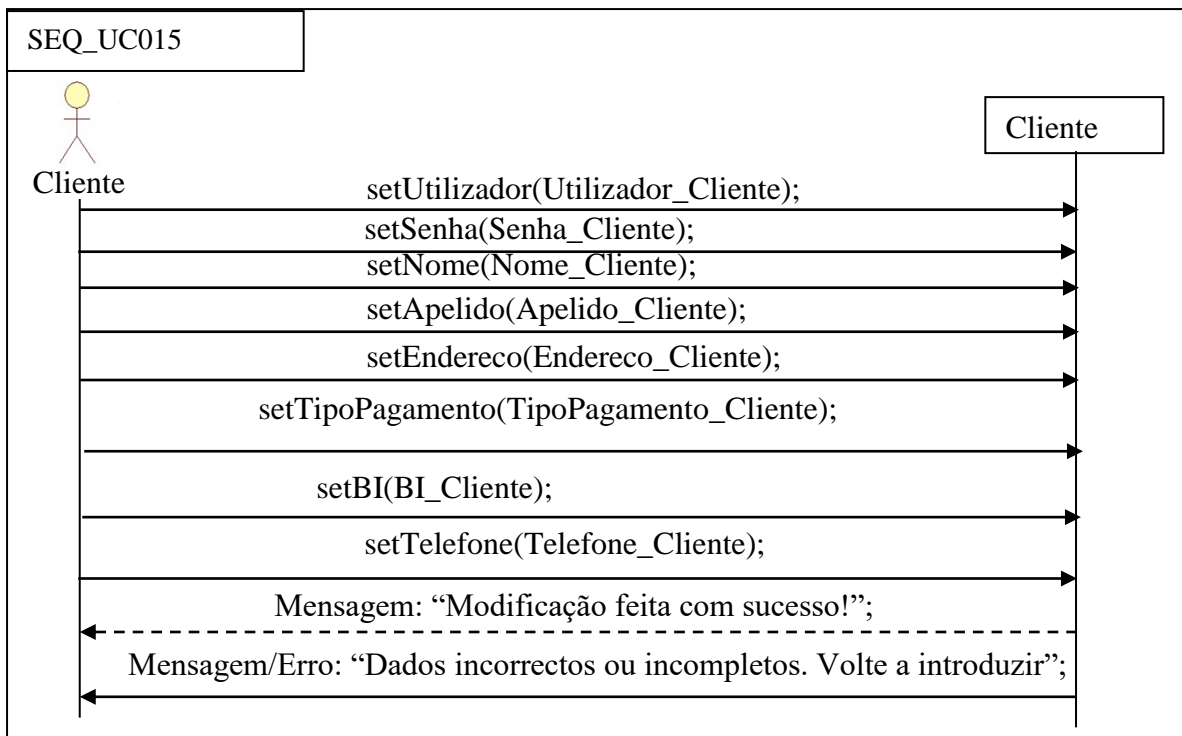 SEQ_UC015
Cliente
Cliente
setUtilizador(Utilizador_Cliente);
setSenha(Senha_Cliente);
setNome(Nome_Cliente);
setApelido(Apelido_Cliente);
setEndereco(Endereco_Cliente);
setTipoPagamento(TipoPagamento_Cliente);
setBI(BI_Cliente);
setTelefone(Telefone_Cliente);
Mensagem: “Modificação feita com sucesso!”;
Mensagem/Erro: “Dados incorrectos ou incompletos. Volte a introduzir”;